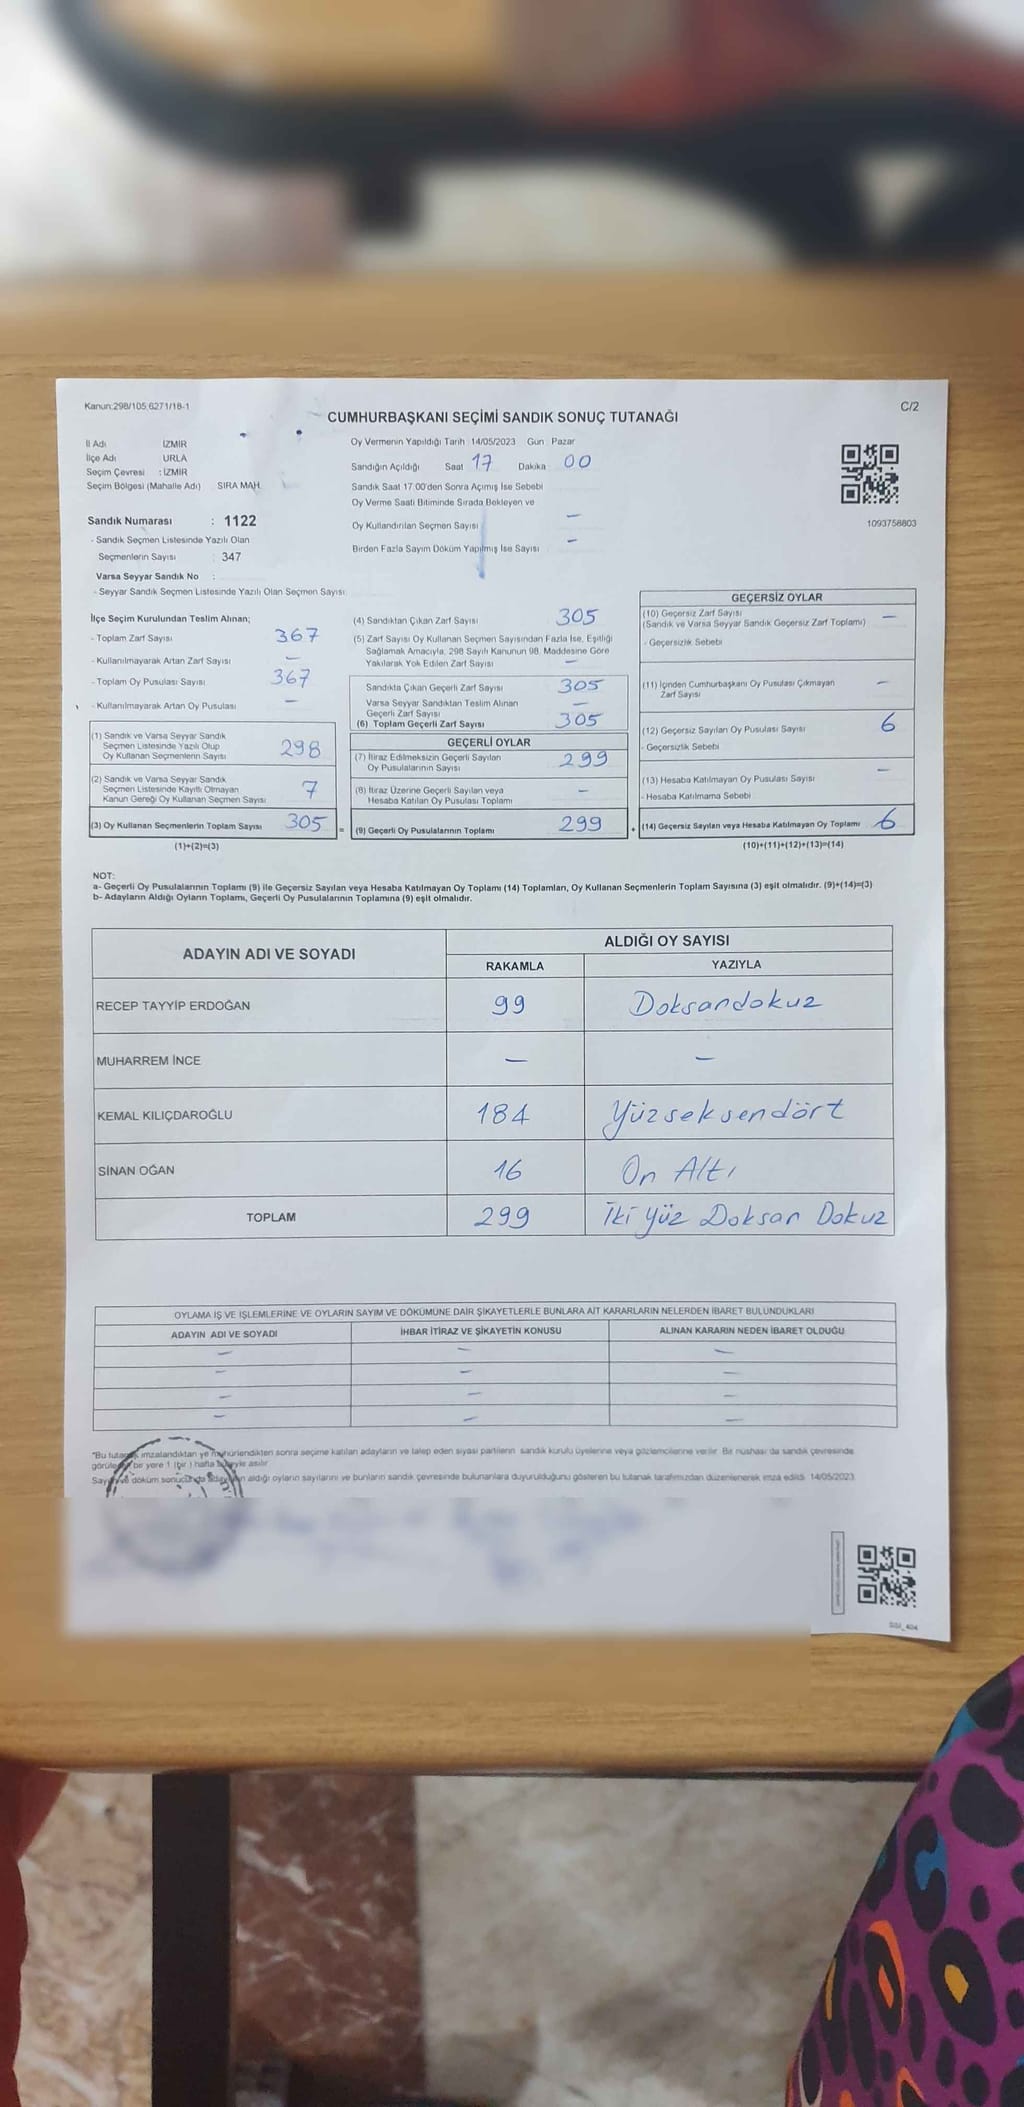 Kanun:298/105,6271/18-1
C/2
CUMHURBAŞKANI SEÇİMİ SANDIK SONUÇ TUTANAĞI
İl Adı İZMİR
İlçe Adı URLA
Seçim Çevresi : İZMİR
Seçim Bölgesi (Mahalle Adı) SIRA MAH.
Oy Vermenin Yapıldığı Tarih 14/05/2023 Gün Pazar
Sandığın Açıldığı Saat 17 Dakika 00
Sandık Saat 17.00'den Sonra Açımış İse Sebebi
Oy Verme Saati Bitiminde Sırada Bekleyen ve
Oy Kullandırılan Seçmen Sayısı —
Birden Fazla Sayım Döküm Yapılmış İse Sayısı —
1093758803
Sandık Numarası : 1122
- Sandık Seçmen Listesinde Yazılı Olan
Seçmenlerin Sayısı : 347
Varsa Seyyar Sandık No :
- Seyyar Sandık Seçmen Listesinde Yazılı Olan Seçmen Sayısı:
İlçe Seçim Kurulundan Teslim Alınan;
- Toplam Zarf Sayısı 367
- Kullanılmayarak Artan Zarf Sayısı —
- Toplam Oy Pusulası Sayısı 367
- Kullanılmayarak Artan Oy Pusulası —
(1) Sandık ve Varsa Seyyar Sandık
Seçmen Listesinde Yazılı Olup
Oy Kullanan Seçmenlerin Sayısı 298
(2) Sandık ve Varsa Seyyar Sandık
Seçmen Listesinde Kayıtlı Olmayan
Kanun Gereği Oy Kullanan Seçmen Sayısı 7
(3) Oy Kullanan Seçmenlerin Toplam Sayısı 305
(1)+(2)=(3)
(4) Sandıktan Çıkan Zarf Sayısı 305
(5) Zarf Sayısı Oy Kullanan Seçmen Sayısından Fazla İse, Eşitliği
Sağlamak Amacıyla, 298 Sayılı Kanunun 98. Maddesine Göre
Yakılarak Yok Edilen Zarf Sayısı —
Sandıkta Çıkan Geçerli Zarf Sayısı 305
Varsa Seyyar Sandıktan Teslim Alınan
Geçerli Zarf Sayısı —
(6) Toplam Geçerli Zarf Sayısı 305
GEÇERLİ OYLAR
(7) İtiraz Edilmeksizin Geçerli Sayılan
Oy Pusulalarının Sayısı 299
(8) İtiraz Üzerine Geçerli Sayılan veya
Hesaba Katılan Oy Pusulası Toplamı —
= (9) Geçerli Oy Pusulalarının Toplamı 299
GEÇERSİZ OYLAR
(10) Geçersiz Zarf Sayısı
(Sandık ve Varsa Seyyar Sandık Geçersiz Zarf Toplamı) —
- Geçersizlik Sebebi
(11) İçinden Cumhurbaşkanı Oy Pusulası Çıkmayan
Zarf Sayısı —
(12) Geçersiz Sayılan Oy Pusulası Sayısı 6
- Geçersizlik Sebebi
(13) Hesaba Katılmayan Oy Pusulası Sayısı —
- Hesaba Katılmama Sebebi
+ (14) Geçersiz Sayılan veya Hesaba Katılmayan Oy Toplamı 6
(10)+(11)+(12)+(13)=(14)
NOT:
a- Geçerli Oy Pusulalarının Toplamı (9) ile Geçersiz Sayılan veya Hesaba Katılmayan Oy Toplamı (14) Toplamları, Oy Kullanan Seçmenlerin Toplam Sayısına (3) eşit olmalıdır. (9)+(14)=(3)
b- Adayların Aldığı Oyların Toplamı, Geçerli Oy Pusulalarının Toplamına (9) eşit olmalıdır.
ADAYIN ADI VE SOYADI
ALDIĞI OY SAYISI
RAKAMLA YAZIYLA
RECEP TAYYİP ERDOĞAN 99 Doksandokuz
MUHARREM İNCE — —
KEMAL KILIÇDAROĞLU 184 Yüzseksendört
SİNAN OĞAN 16 On Altı
TOPLAM 299 İki Yüz Doksan Dokuz
OYLAMA İŞ VE İŞLEMLERİNE VE OYLARIN SAYIM VE DÖKÜMÜNE DAİR ŞİKAYETLERLE BUNLARA AİT KARARLARIN NELERDEN İBARET BULUNDUKLARI
ADAYIN ADI VE SOYADI İHBAR İTİRAZ VE ŞİKAYETİN KONUSU ALINAN KARARIN NEDEN İBARET OLDUĞU
— — —
— — —
— — —
— — —
*Bu tutanak imzalandıktan ve mühürlendikten sonra seçime katılan adayların ve talep eden siyasi partilerin sandık kurulu üyelerine veya gözlemcilerine verilir. Bir nüshası da sandık çevresinde
görülen bir yere 1 (bir ) hafta süreyle asılır.
Sayım ve döküm sonucunda adayların aldığı oyların sayılarını ve bunların sandık çevresinde bulunanlara duyurulduğunu gösteren bu tutanak tarafımızdan düzenlenerek imza edildi. 14/05/2023